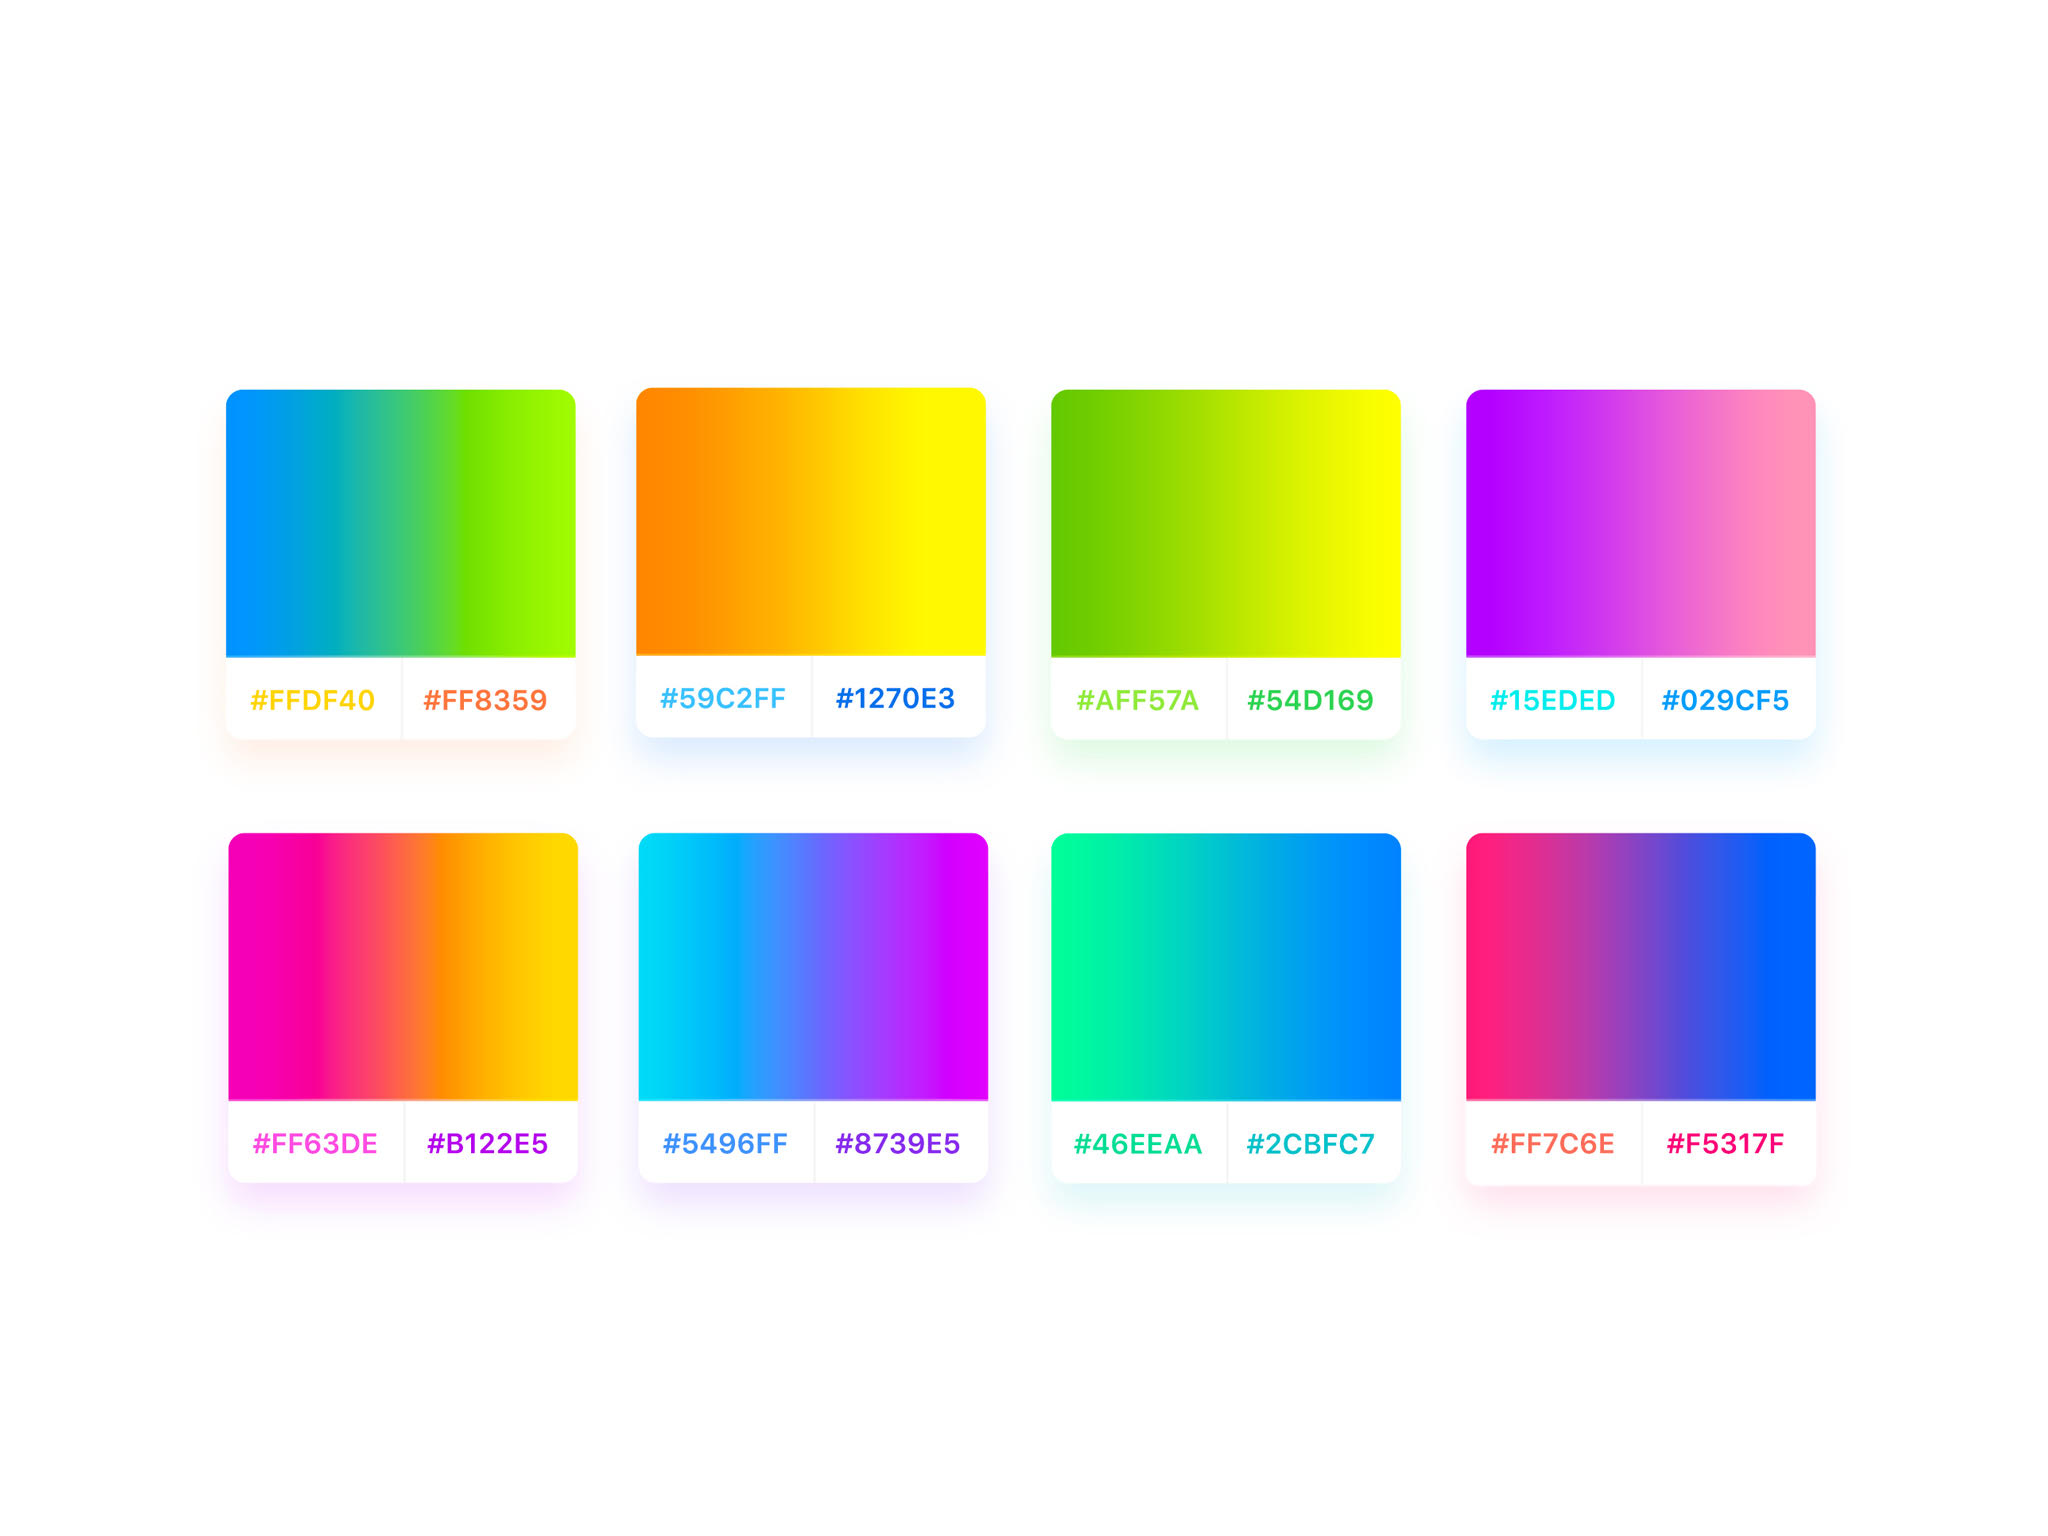 #FFDF40 #FF8359
#59C2FF #1270E3
#AFF57A #54D169
#15EDED #029CF5
#FF63DE #B122E5
#5496FF #8739E5
#46EEAA #2CBFC7
#FF7C6E #F5317F